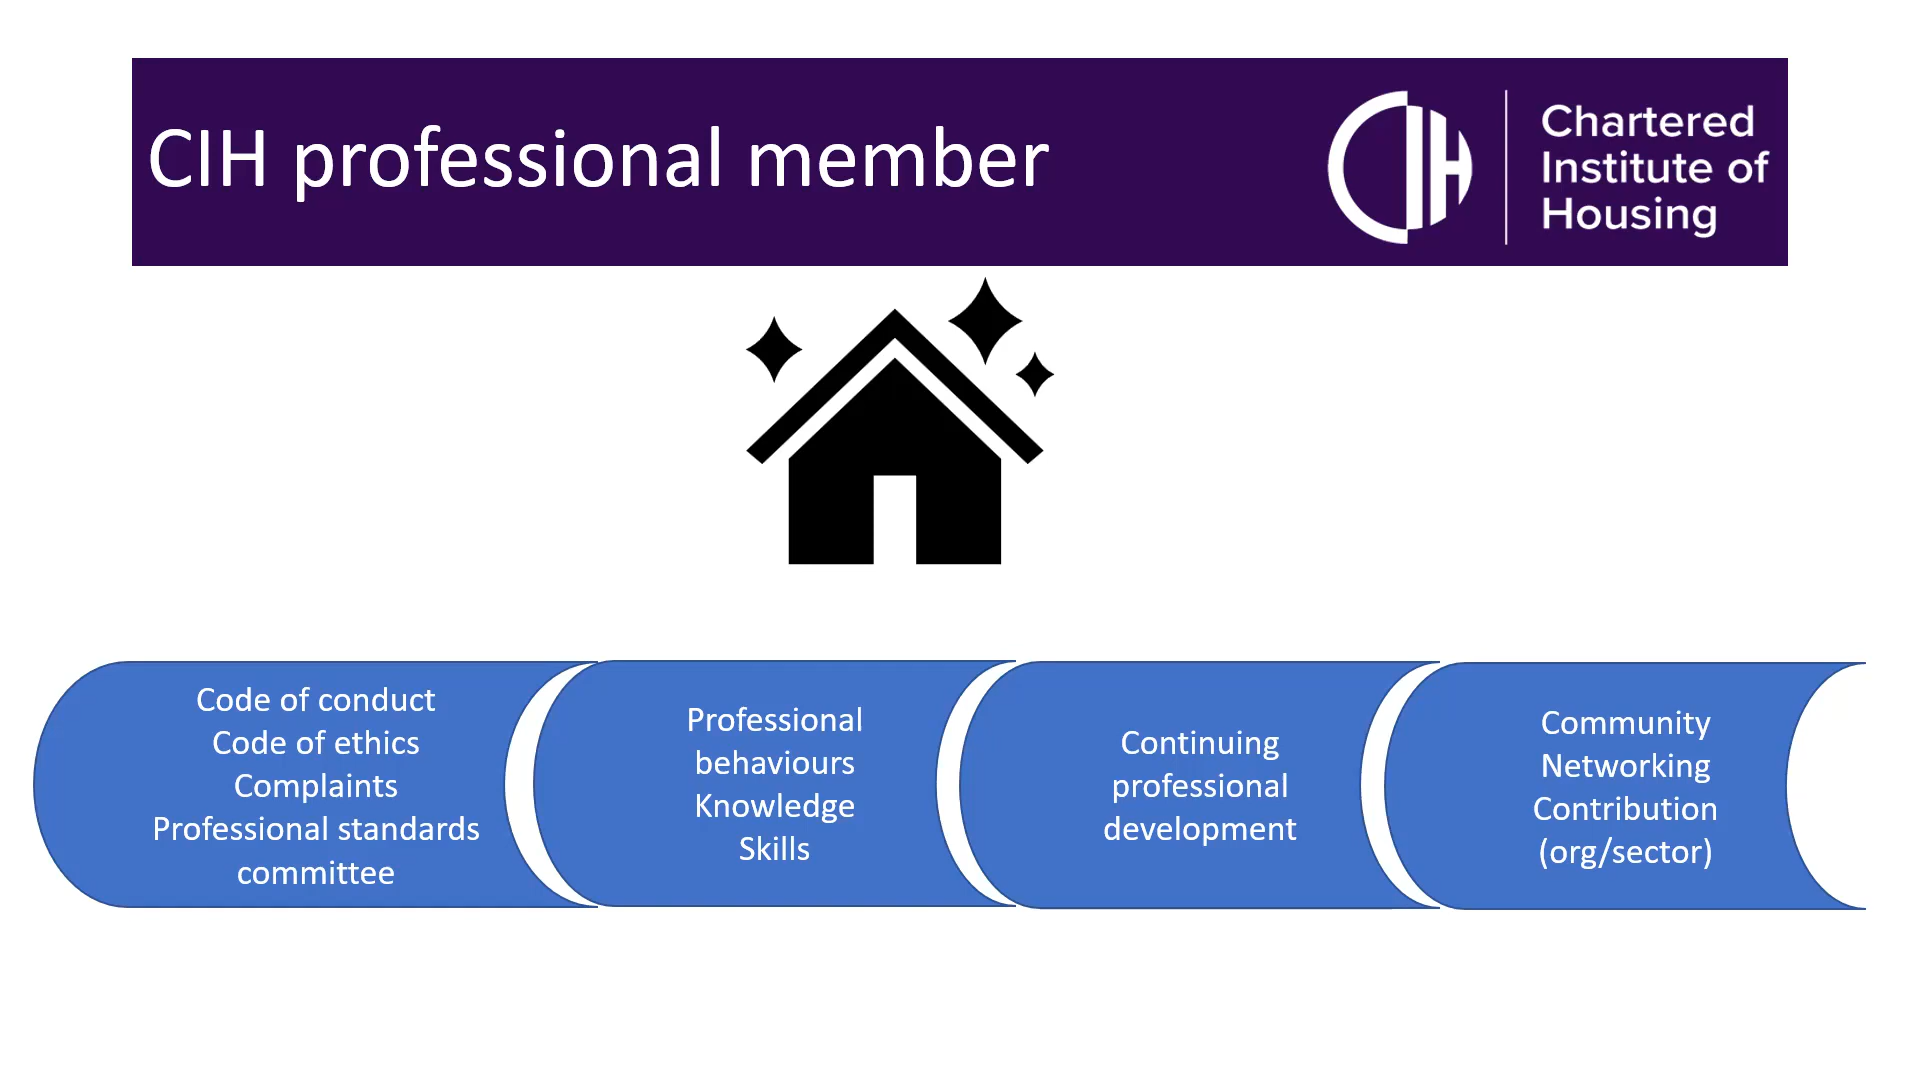 CIH professional member
CIH
Chartered
Institute of
Housing
Code of conduct
Code of ethics
Complaints
Professional standards
committee
Professional
behaviours
Knowledge
Skills
Continuing
professional
development
Community
Networking
Contribution
(org/sector)